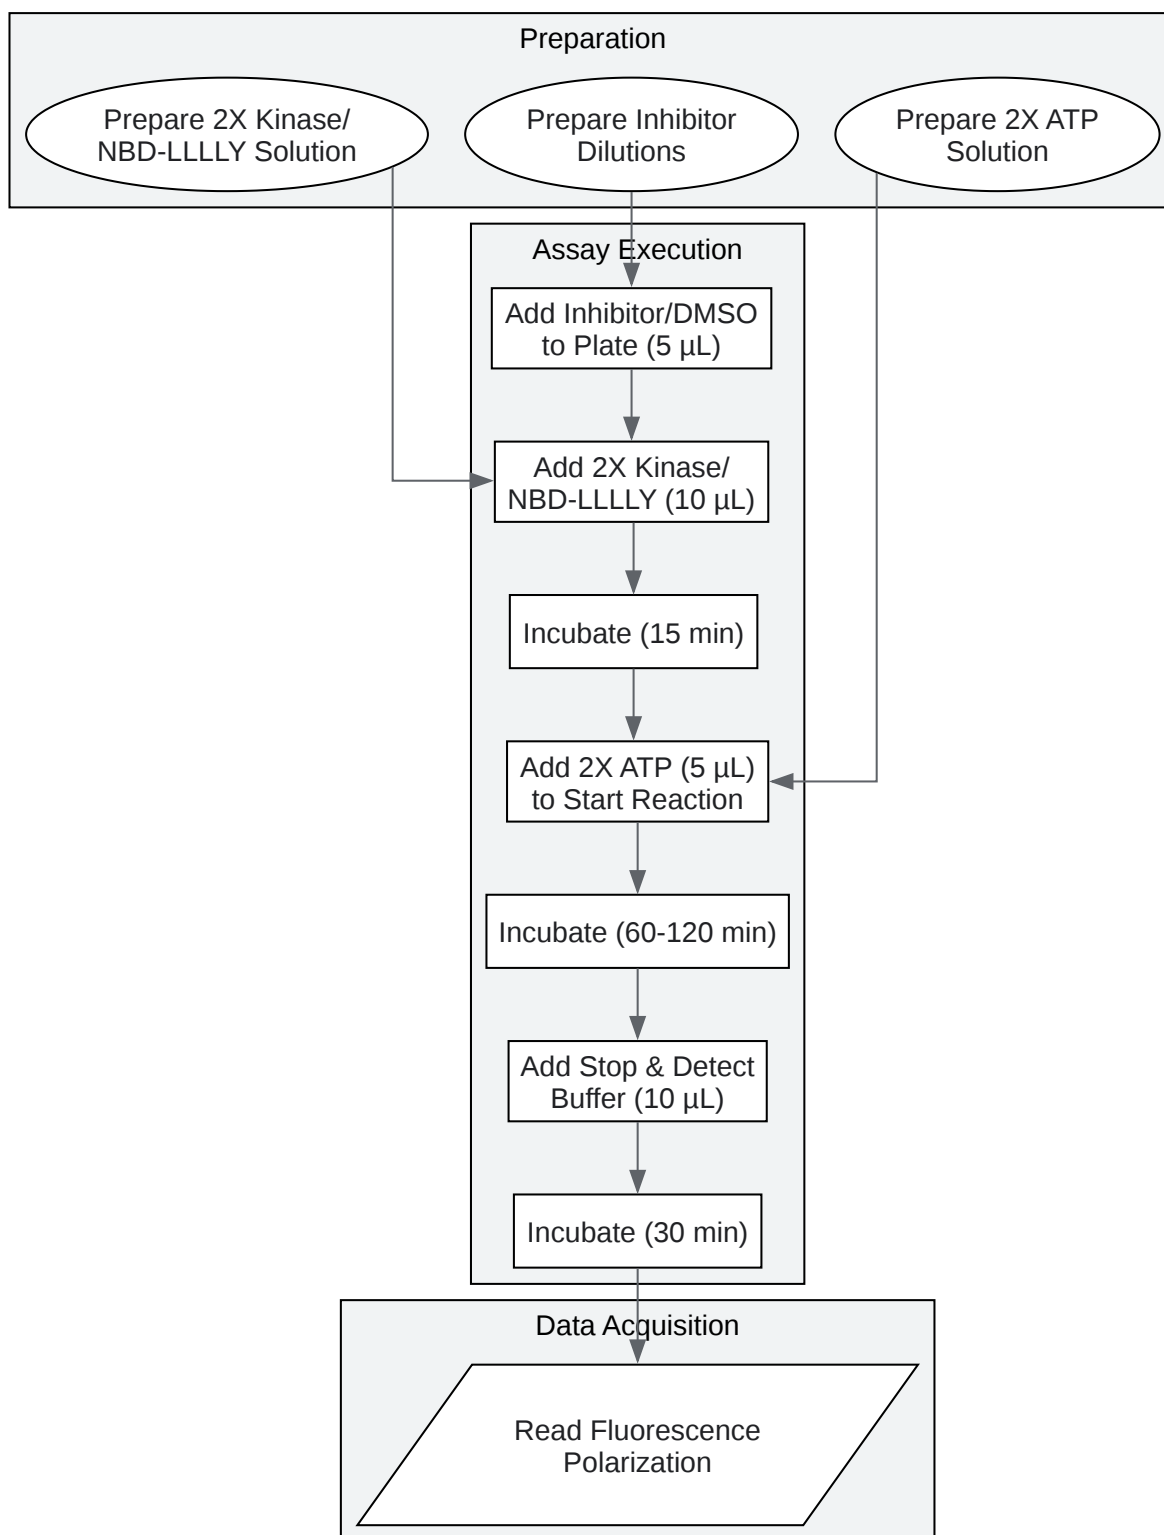 Preparation
Prepare 2X Kinase/
NBD-LLLLY Solution
Prepare Inhibitor
Dilutions
Prepare 2X ATP
Solution
Assay Execution
Add Inhibitor/DMSO
to Plate (5 µL)
Add 2X Kinase/
NBD-LLLLY (10 µL)
Incubate (15 min)
Add 2X ATP (5 µL)
to Start Reaction
Incubate (60-120 min)
Add Stop & Detect
Buffer (10 µL)
Incubate (30 min)
Data Acquisition
Read Fluorescence
Polarization